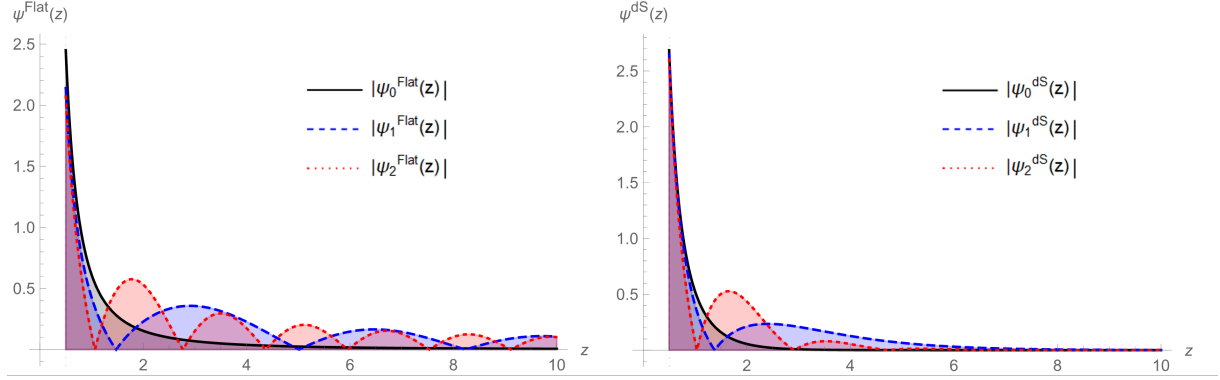 ψ^Flat(z)
2.5
2.0
1.5
1.0
0.5
2 4 6 8 10 z
|ψ₀^Flat(z)|
|ψ₁^Flat(z)|
|ψ₂^Flat(z)|
ψ^dS(z)
2.5
2.0
1.5
1.0
0.5
2 4 6 8 10 z
|ψ₀^dS(z)|
|ψ₁^dS(z)|
|ψ₂^dS(z)|